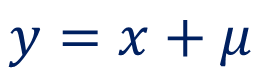 y = x + μ